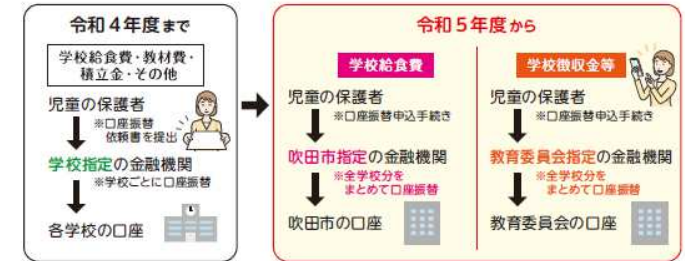 令和4年度まで
学校給食費・教材費・
積立金・その他
児童の保護者
※口座振替
依頼書を提出
学校指定の金融機関
※学校ごとに口座振替
各学校の口座
令和5年度から
学校給食費
児童の保護者
※口座振替申込手続き
吹田市指定の金融機関
※全学校分を
まとめて口座振替
吹田市の口座
学校徴収金等
児童の保護者
※口座振替申込手続き
教育委員会指定の金融機関
※全学校分を
まとめて口座振替
教育委員会の口座